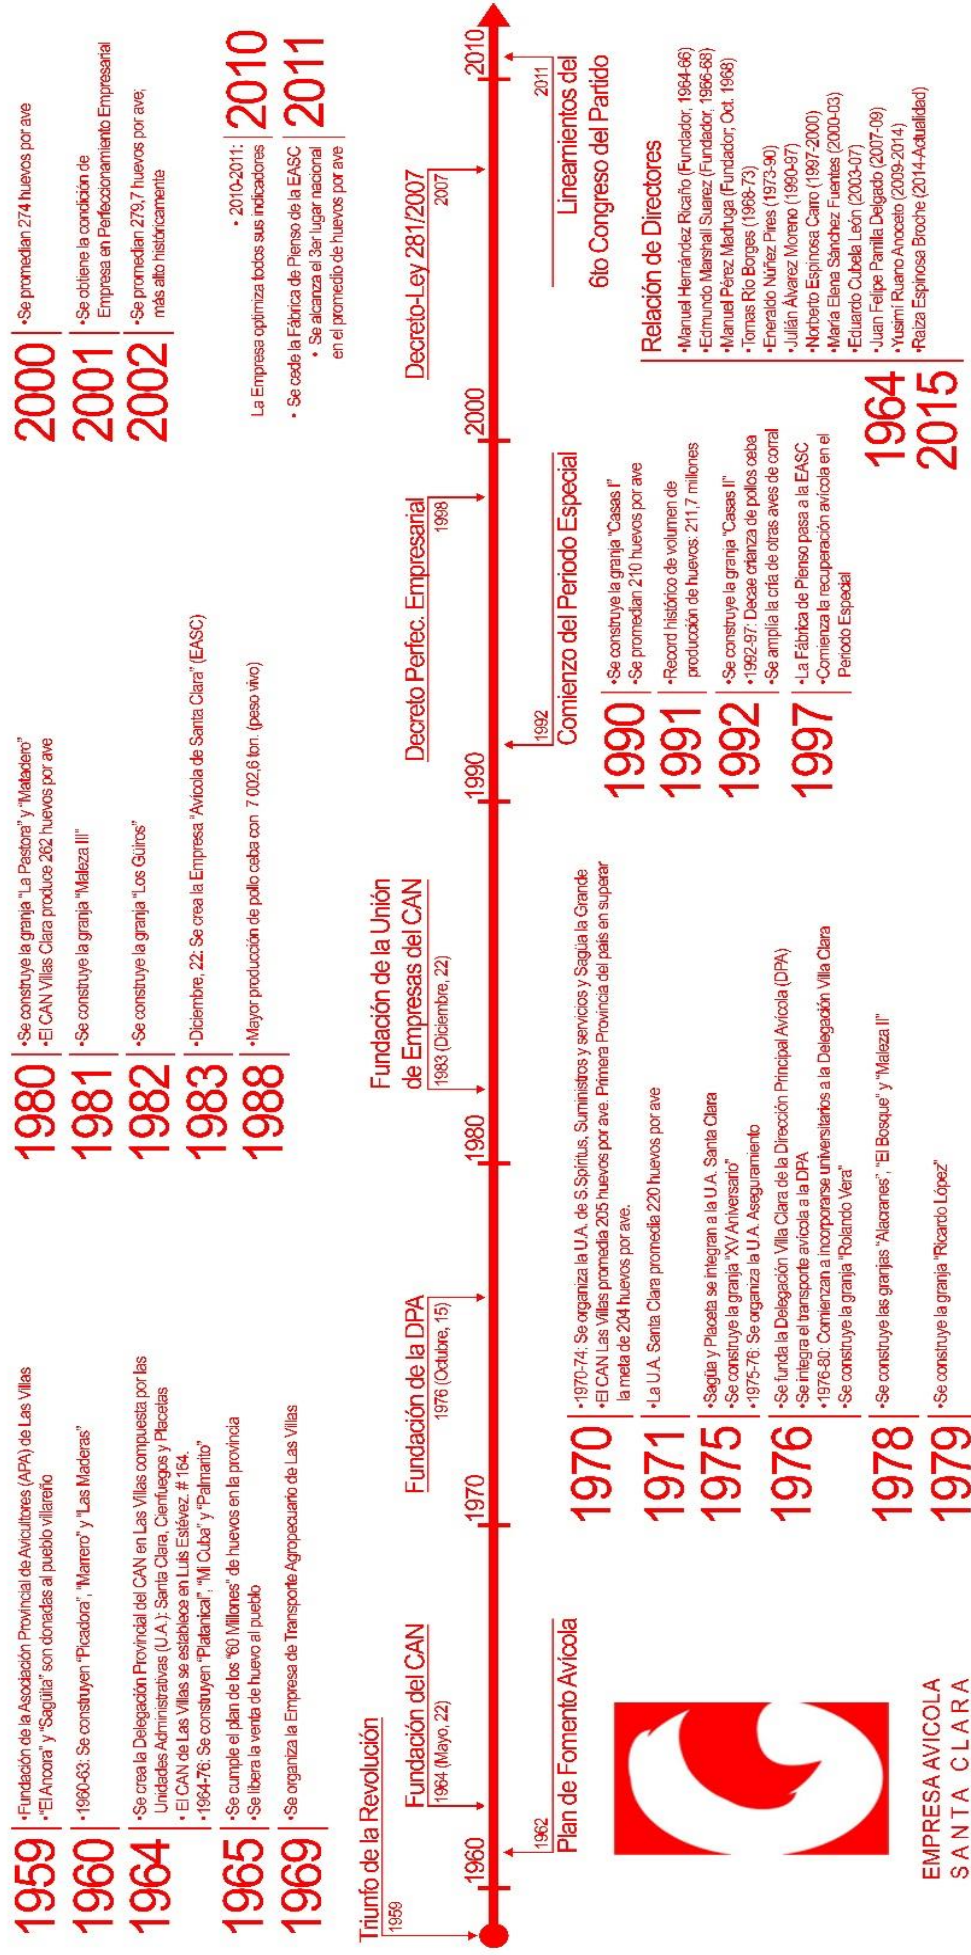 1959
•Fundación de la Asociación Provincial de Avicultores (APA) de Las Villas
•"El Ancora" y "Sagüita" son donadas al pueblo villareño
1960
•1960-63: Se construyen "Picadora", "Marrero" y "Las Maderas"
1964
•Se crea la Delegación Provincial del CAN en Las Villas compuesta por las
Unidades Administrativas (U.A.): Santa Clara, Cienfuegos y Placetas
• El CAN de Las Villas se establece en Luis Estévez. # 164.
•1964-76: Se construyen "Platanical", "Mi Cuba" y "Palmarito"
1965
•Se cumple el plan de los "60 Millones" de huevos en la provincia
•Se libera la venta de huevo al pueblo
1969
•Se organiza la Empresa de Transporte Agropecuario de Las Villas
1980
•Se construye la granja "La Pastora" y "Matadero"
•El CAN Villas Clara produce 262 huevos por ave
1981
•Se construye la granja "Maleza III"
1982
•Se construye la granja "Los Güiros"
1983
•Diciembre, 22: Se crea la Empresa "Avícola de Santa Clara" (EASC)
1988
•Mayor producción de pollo ceba con 7 002,6 ton. (peso vivo)
2000
•Se promedian 274 huevos por ave
2001
•Se obtiene la condición de
Empresa en Perfeccionamiento Empresarial
2002
•Se promedian 279,7 huevos por ave,
más alto históricamente
• 2010-2011:
La Empresa optimiza todos sus indicadores
2010
• Se cede la Fábrica de Pienso de la EASC
• Se alcanza el 3er lugar nacional
en el promedio de huevos por ave
2011
Triunfo de la Revolución
1959
Fundación del CAN
1964 (Mayo, 22)
Fundación de la DPA
1976 (Octubre, 15)
Fundación de la Unión
de Empresas del CAN
1983 (Diciembre, 22)
Decreto Perfec. Empresarial
1998
Decreto-Ley 281/2007
2007
1960
1970
1980
1990
2000
2010
1962
Plan de Fomento Avícola
1992
Comienzo del Periodo Especial
2011
Lineamientos del
6to Congreso del Partido
EMPRESA AVICOLA
SANTA CLARA
1970
•1970-74: Se organiza la U.A. de S.Spíritus, Suministros y servicios y Sagüa la Grande
•El CAN Las Villas promedia 205 huevos por ave. Primera Provincia del país en superar
la meta de 204 huevos por ave.
1971
•La U.A. Santa Clara promedia 220 huevos por ave
1975
•Sagüa y Placeta se integran a la U.A. Santa Clara
•Se construye la granja "XV Aniversario"
•1975-76: Se organiza la U.A. Aseguramiento
1976
•Se funda la Delegación Villa Clara de la Dirección Principal Avícola (DPA)
•Se integra el transporte avícola a la DPA
•1976-80: Comienzan a incorporarse universitarios a la Delegación Villa Clara
•Se construye la granja "Rolando Vera"
1978
•Se construye las granjas "Alacranes", "El Bosque" y "Maleza II"
1979
•Se construye la granja "Ricardo López"
1990
•Se construye la granja "Casas I"
•Se promedian 210 huevos por ave
1991
•Record histórico de volumen de
producción de huevos: 211,7 millones
1992
•Se construye la granja "Casas II"
•1992-97: Decae crianza de pollos ceba
•Se amplía la cría de otras aves de corral
1997
•La Fábrica de Pienso pasa a la EASC
•Comienza la recuperación avícola en el
Periodo Especial
1964
2015
Relación de Directores
•Manuel Hernández Ricaño (Fundador, 1964-66)
•Edmundo Marshall Suarez (Fundador, 1966-68)
•Manuel Pérez Madruga (Fundador; Oct. 1968)
•Tomas Río Borges (1968-73)
•Eneraldo Núñez Pires (1973-90)
•Julián Álvarez Moreno (1990-97)
•Norberto Espinosa Carro (1997-2000)
•María Elena Sánchez Fuentes (2000-03)
•Eduardo Cubela León (2003-07)
•Juan Felipe Parrilla Delgado (2007-09)
•Yusimí Ruano Anoceto (2009-2014)
•Raiza Espinosa Broche (2014-Actualidad)